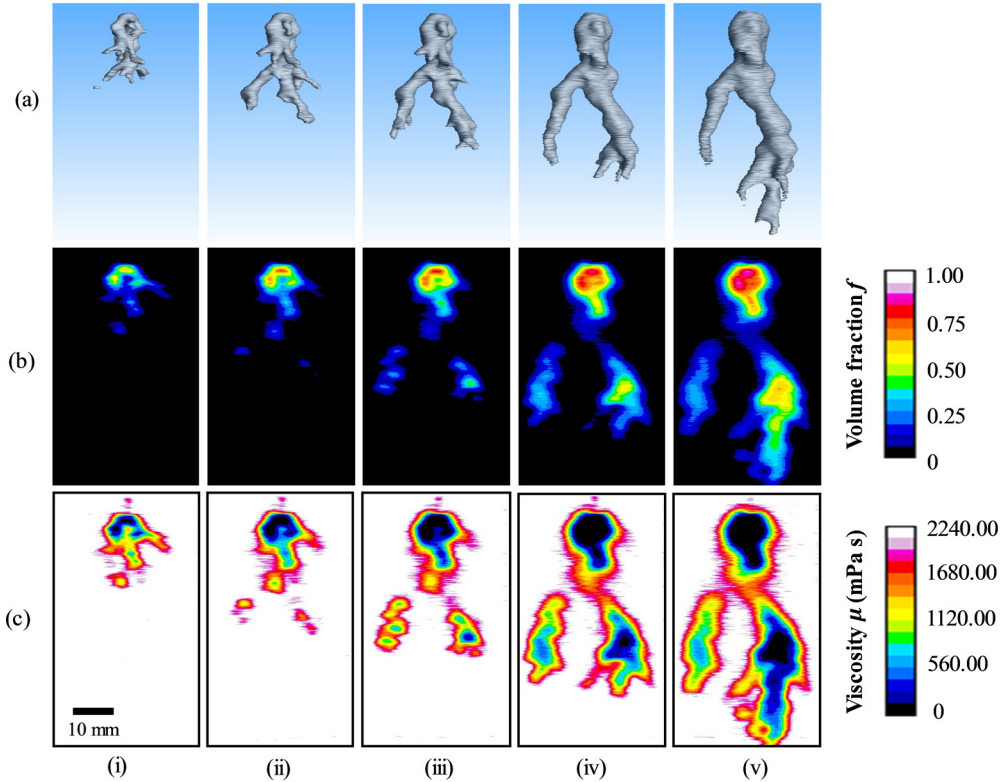 (a)
(b)
Volume fraction f
1.00
0.75
0.50
0.25
0
(c)
10 mm
Viscosity μ (mPa s)
2240.00
1680.00
1120.00
560.00
0
(i)
(ii)
(iii)
(iv)
(v)